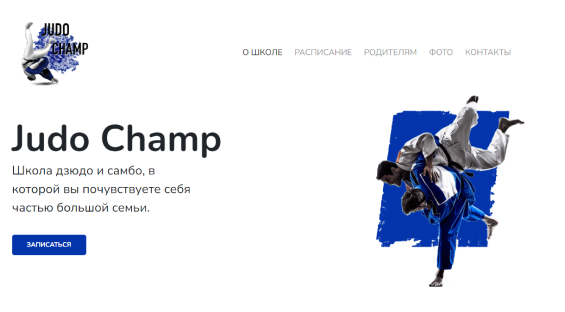 JUDO
CHAMP
О ШКОЛЕ РАСПИСАНИЕ РОДИТЕЛЯМ ФОТО КОНТАКТЫ
Judo Champ
Школа дзюдо и самбо, в
которой вы почувствуете себя
частью большой семьи.
ЗАПИСАТЬСЯ